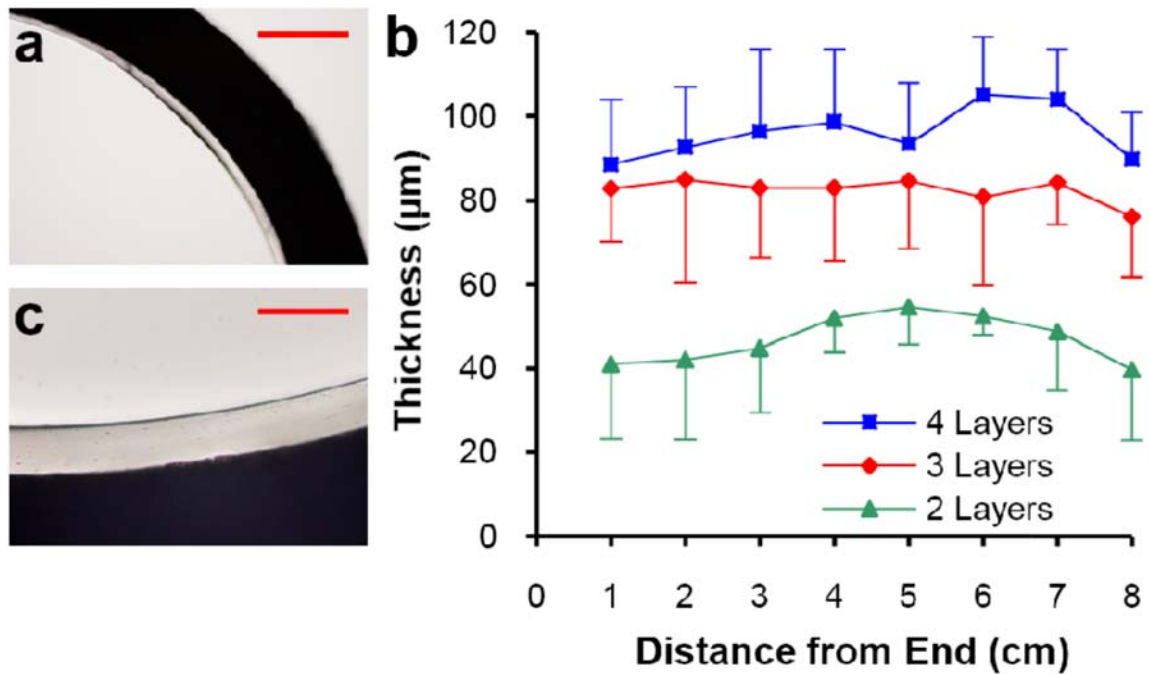 a
c
b
120
100
80
60
40
20
0
Thickness (µm)
4 Layers
3 Layers
2 Layers
0 1 2 3 4 5 6 7 8
Distance from End (cm)